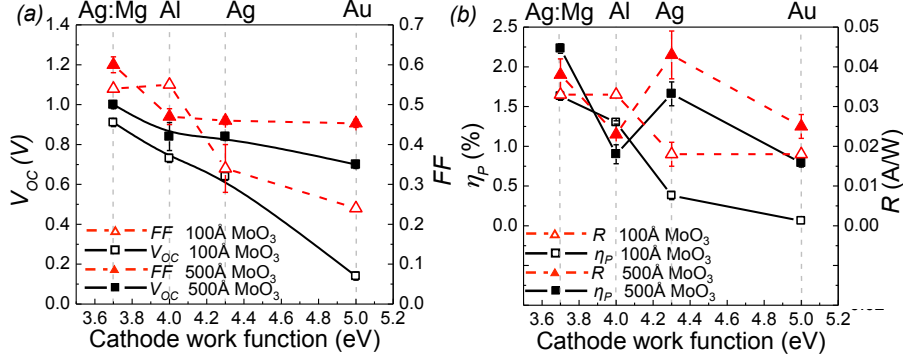 (a) Ag:Mg Al Ag Au
1.4
1.2
1.0
0.8
0.6
0.4
0.2
0.0
V_OC (V)
0.8
0.7
0.6
0.5
0.4
0.3
0.2
0.1
FF
FF 100Å MoO₃
V_OC 100Å MoO₃
FF 500Å MoO₃
V_OC 500Å MoO₃
3.6 3.8 4.0 4.2 4.4 4.6 4.8 5.0 5.2
Cathode work function (eV)
(b) Ag:Mg Al Ag Au
2.5
2.0
1.5
1.0
0.5
0.0
η_P (%)
0.05
0.04
0.03
0.02
0.01
0.00
R (A/W)
R 100Å MoO₃
η_P 100Å MoO₃
R 500Å MoO₃
η_P 500Å MoO₃
3.6 3.8 4.0 4.2 4.4 4.6 4.8 5.0 5.2
Cathode work function (eV)